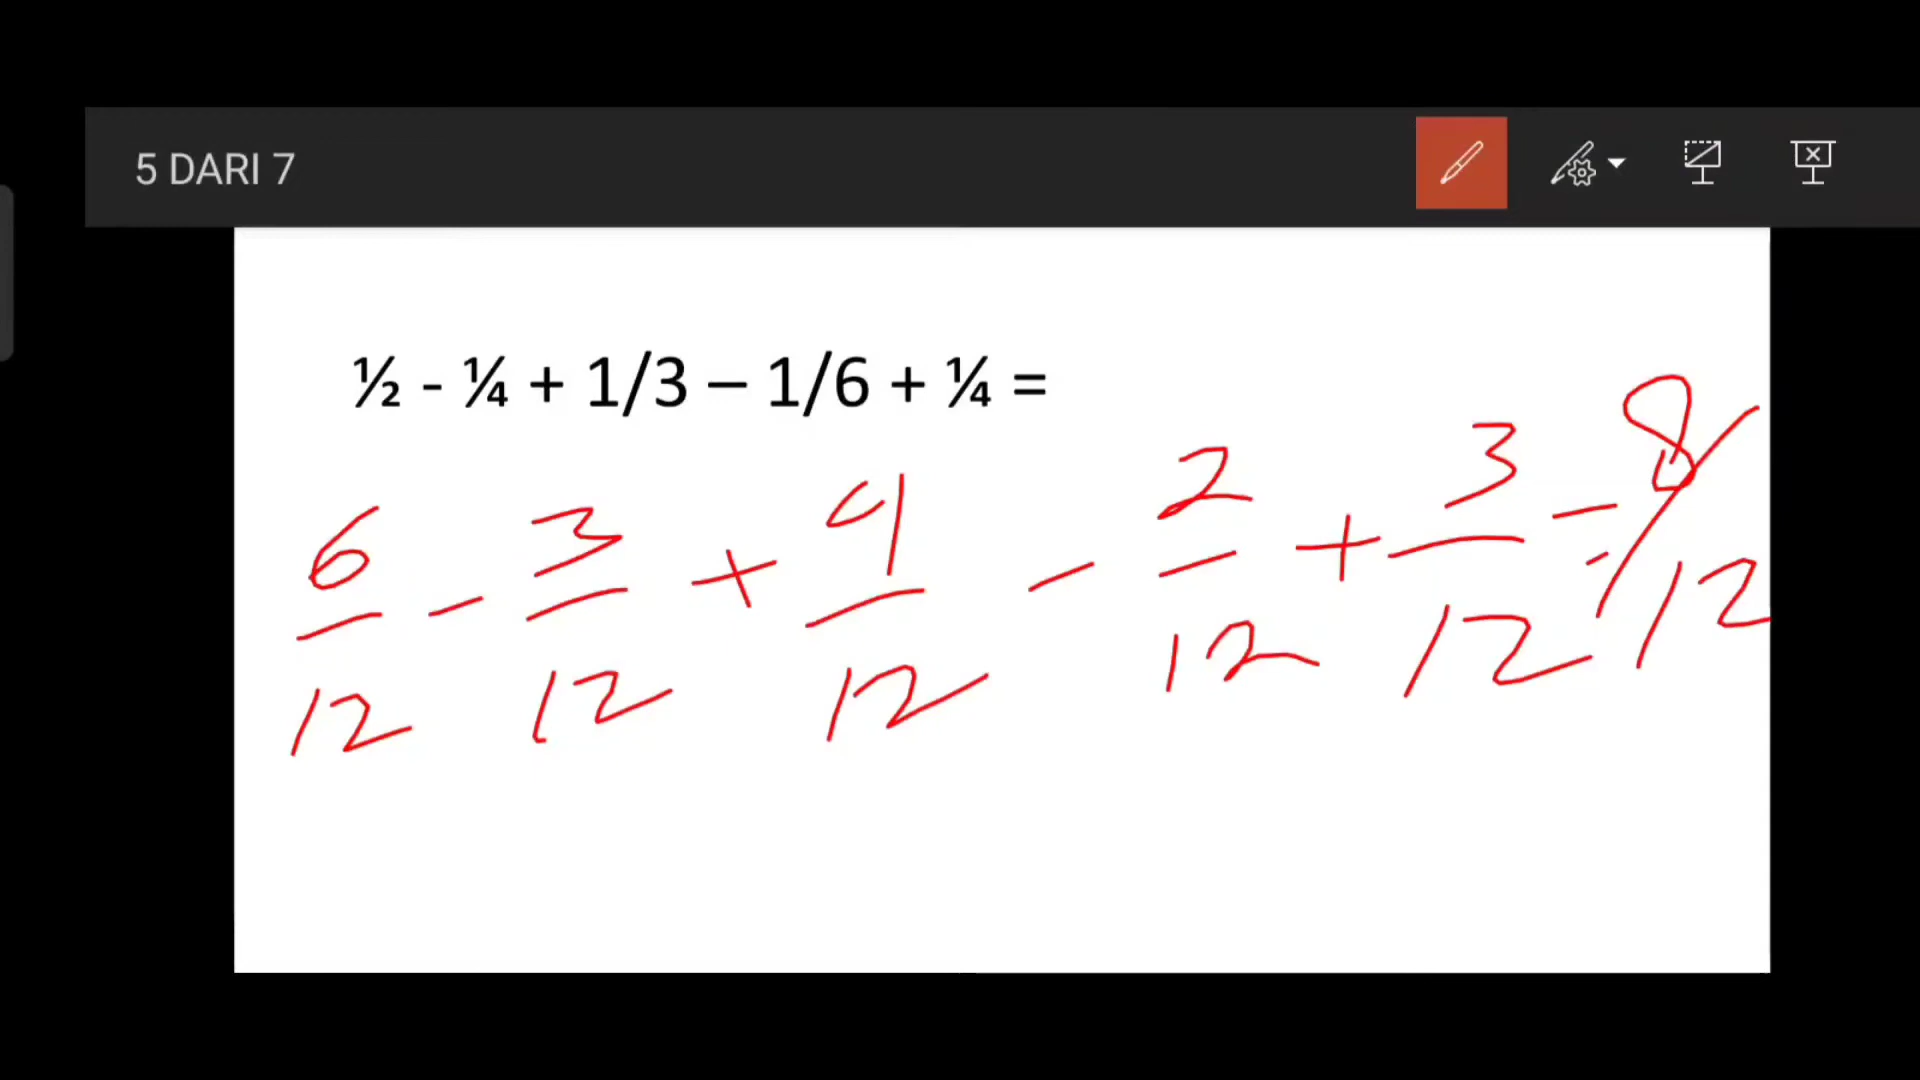 5 DARI 7
½ - ¼ + 1/3 – 1/6 + ¼ =
6/12 - 3/12 + 4/12 - 2/12 + 3/12 = 8/12